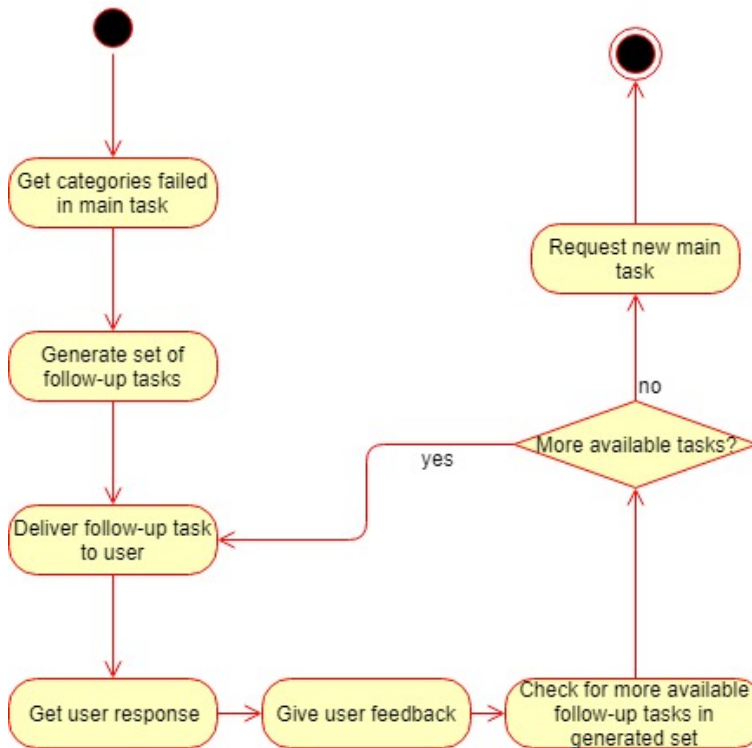 Get categories failed
in main task
Generate set of
follow-up tasks
Deliver follow-up task
to user
Get user response
Give user feedback
Check for more available
follow-up tasks in
generated set
More available tasks?
yes
no
Request new main
task